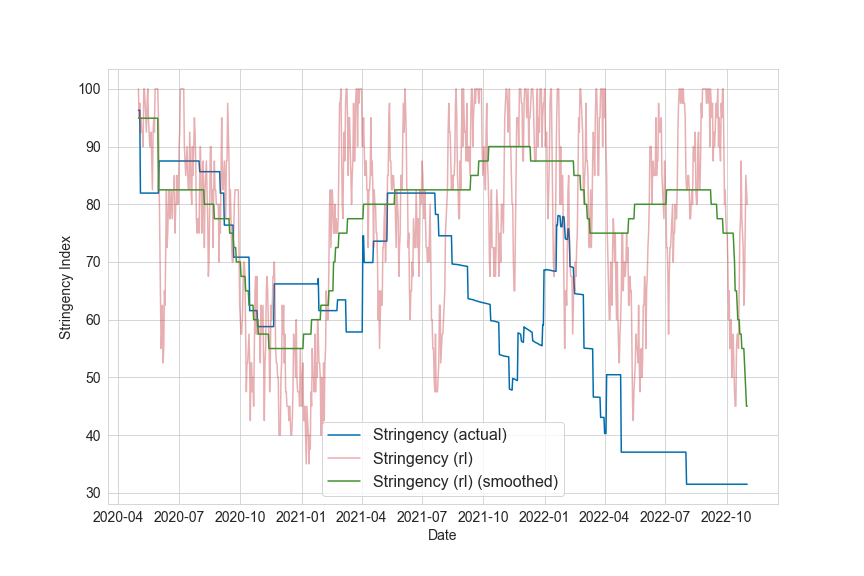 Stringency Index
100
90
80
70
60
50
40
30
Stringency (actual)
Stringency (rl)
Stringency (rl) (smoothed)
2020-04 2020-07 2020-10 2021-01 2021-04 2021-07 2021-10 2022-01 2022-04 2022-07 2022-10
Date